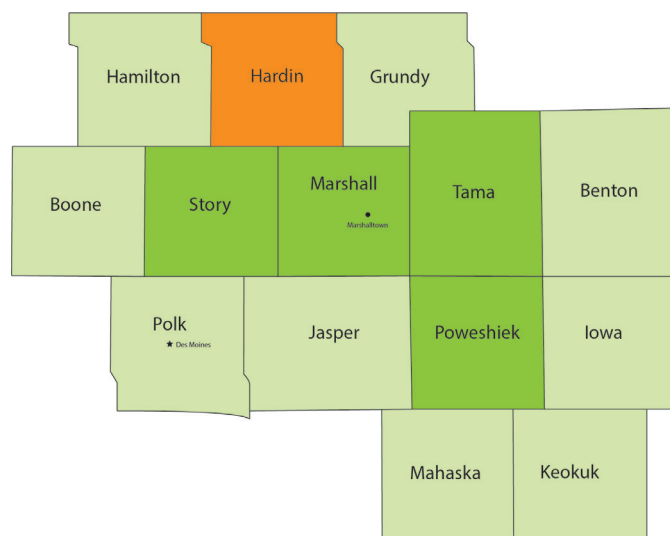 Hamilton
Hardin
Grundy
Boone
Story
Marshall
Marshalltown
Tama
Benton
Polk
Des Moines
Jasper
Poweshiek
Iowa
Mahaska
Keokuk